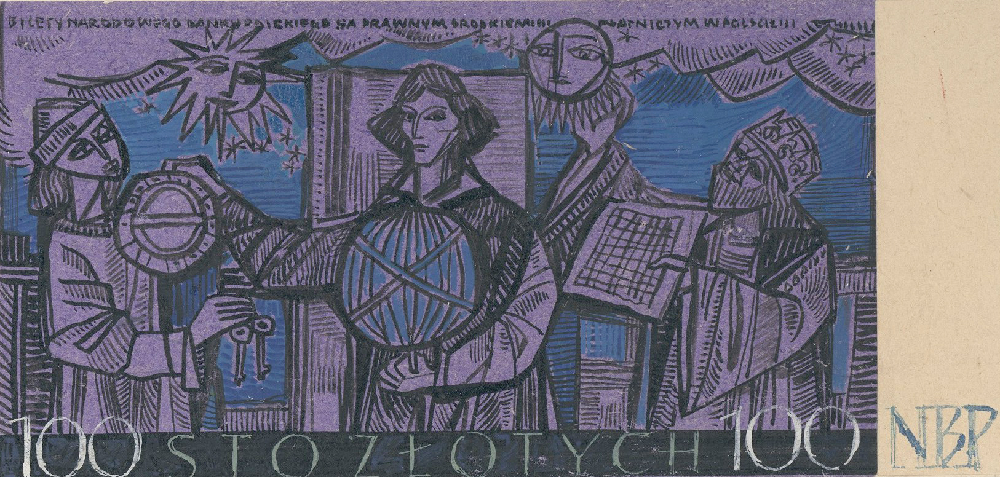 BILETY NARODOWEGO BANKU POLSKIEGO SĄ PRAWNYM ŚRODKIEM PŁATNICZYM W POLSCE
100 STO ZŁOTYCH 100
NBP